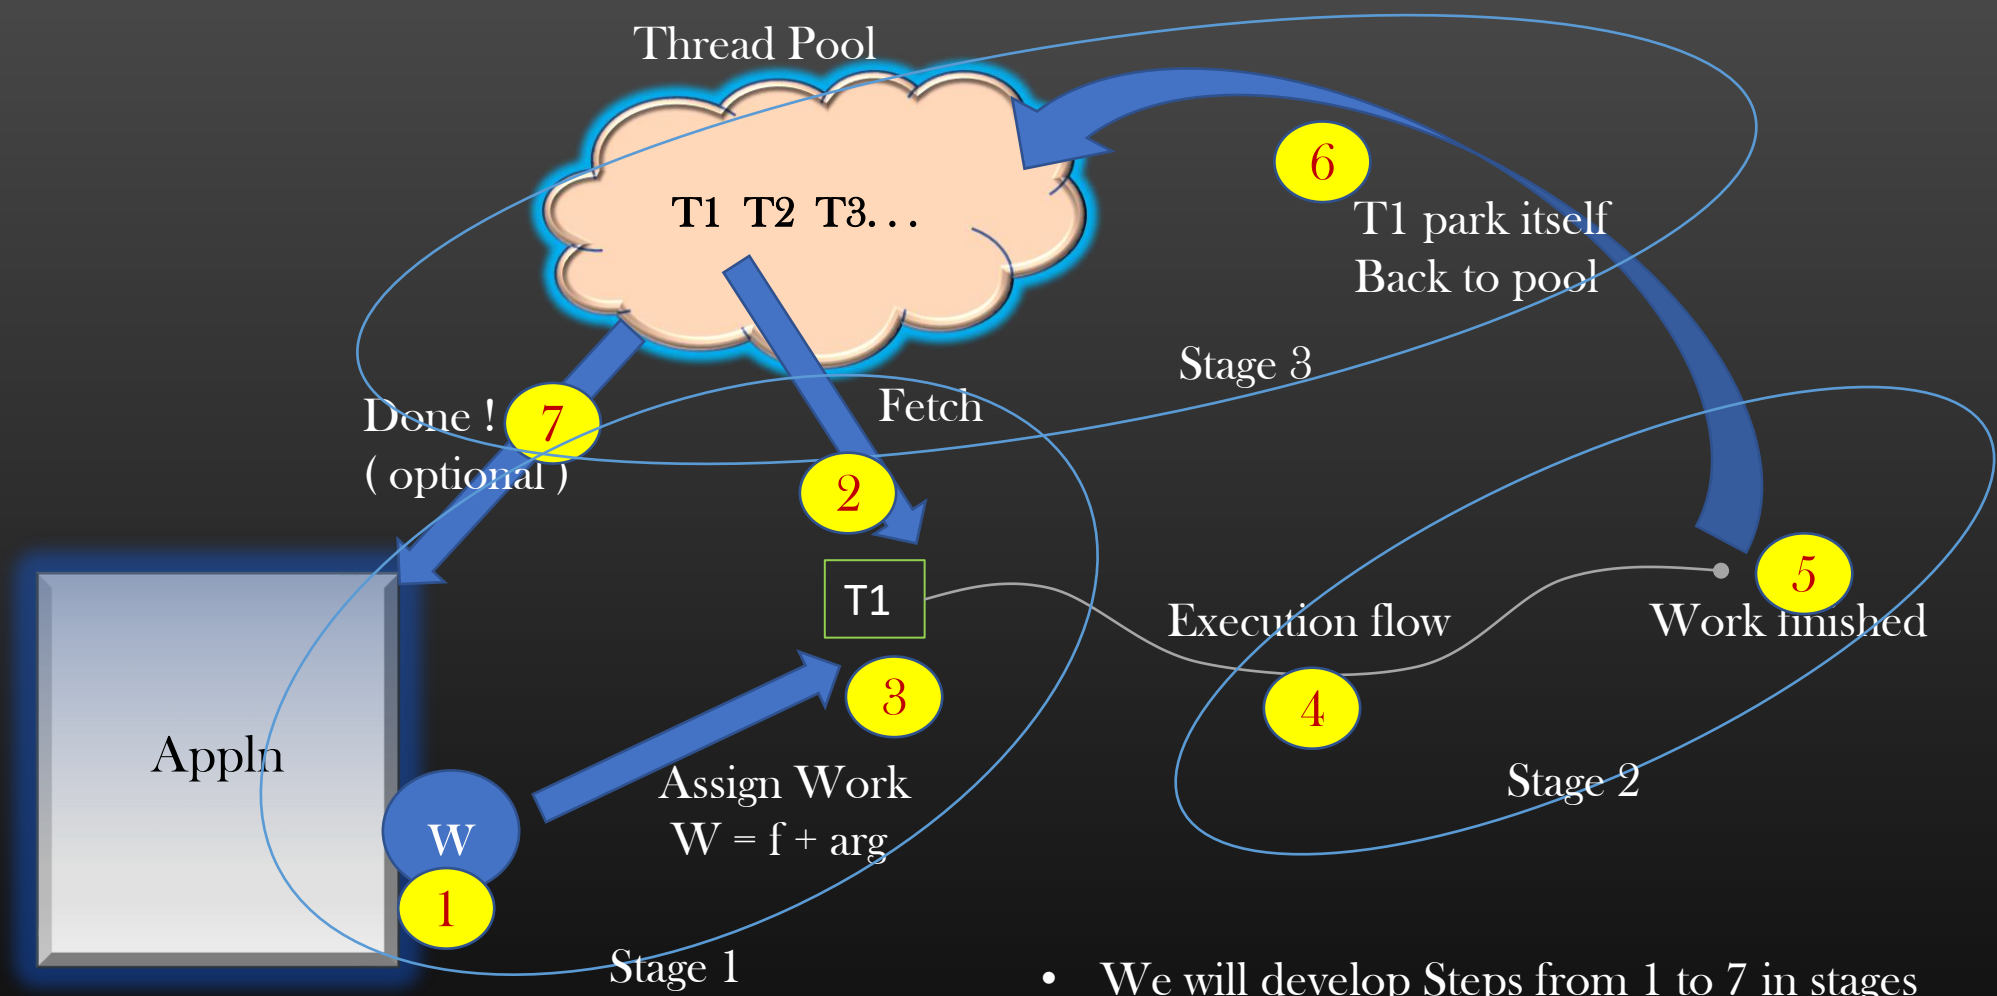 Thread Pool
T1 T2 T3...
6
T1 park itself
Back to pool
Stage 3
Fetch
Done !
7
( optional )
2
T1
5
Execution flow
Work finished
3
4
Appln
Assign Work
W = f + arg
Stage 2
W
1
Stage 1
• We will develop Steps from 1 to 7 in stages